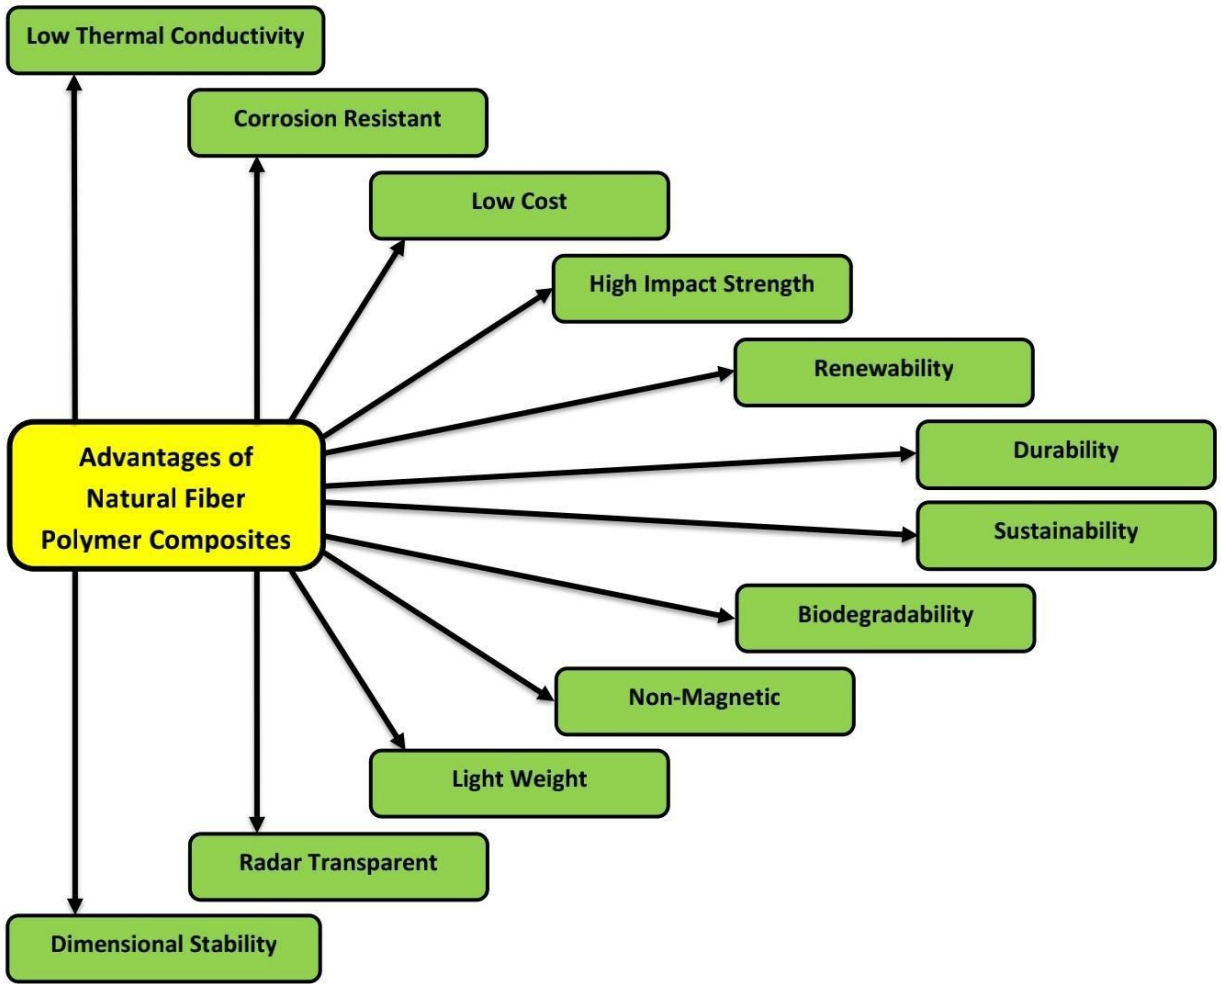 Low Thermal Conductivity
Corrosion Resistant
Low Cost
High Impact Strength
Renewability
Durability
Advantages of
Natural Fiber
Polymer Composites
Sustainability
Biodegradability
Non-Magnetic
Light Weight
Radar Transparent
Dimensional Stability